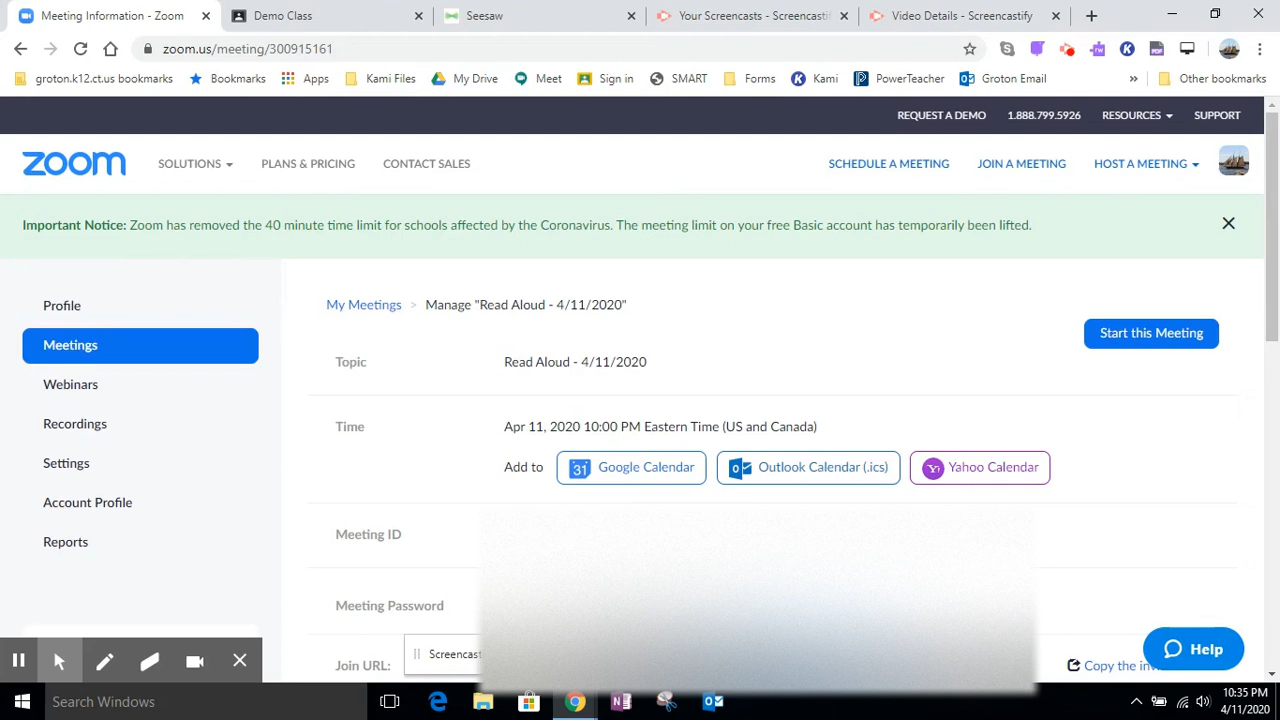 Meeting Information - Zoom
Demo Class
Seesaw
Your Screencasts - Screencastif
Video Details - Screencastify
zoom.us/meeting/300915161
groton.k12.ct.us bookmarks
Bookmarks
Apps
Kami Files
My Drive
Meet
Sign in
SMART
Forms
Kami
PowerTeacher
Groton Email
»
Other bookmarks
REQUEST A DEMO
1.888.799.5926
RESOURCES
SUPPORT
zoom
SOLUTIONS
PLANS & PRICING
CONTACT SALES
SCHEDULE A MEETING
JOIN A MEETING
HOST A MEETING
Important Notice: Zoom has removed the 40 minute time limit for schools affected by the Coronavirus. The meeting limit on your free Basic account has temporarily been lifted.
Profile
Meetings
Webinars
Recordings
Settings
Account Profile
Reports
My Meetings > Manage "Read Aloud - 4/11/2020"
Start this Meeting
Topic
Read Aloud - 4/11/2020
Time
Apr 11, 2020 10:00 PM Eastern Time (US and Canada)
Add to
31 Google Calendar
Outlook Calendar (.ics)
Yahoo Calendar
Meeting ID
Meeting Password
Join URL:
Screencast
Copy the inv
Help
Search Windows
10:35 PM
4/11/2020